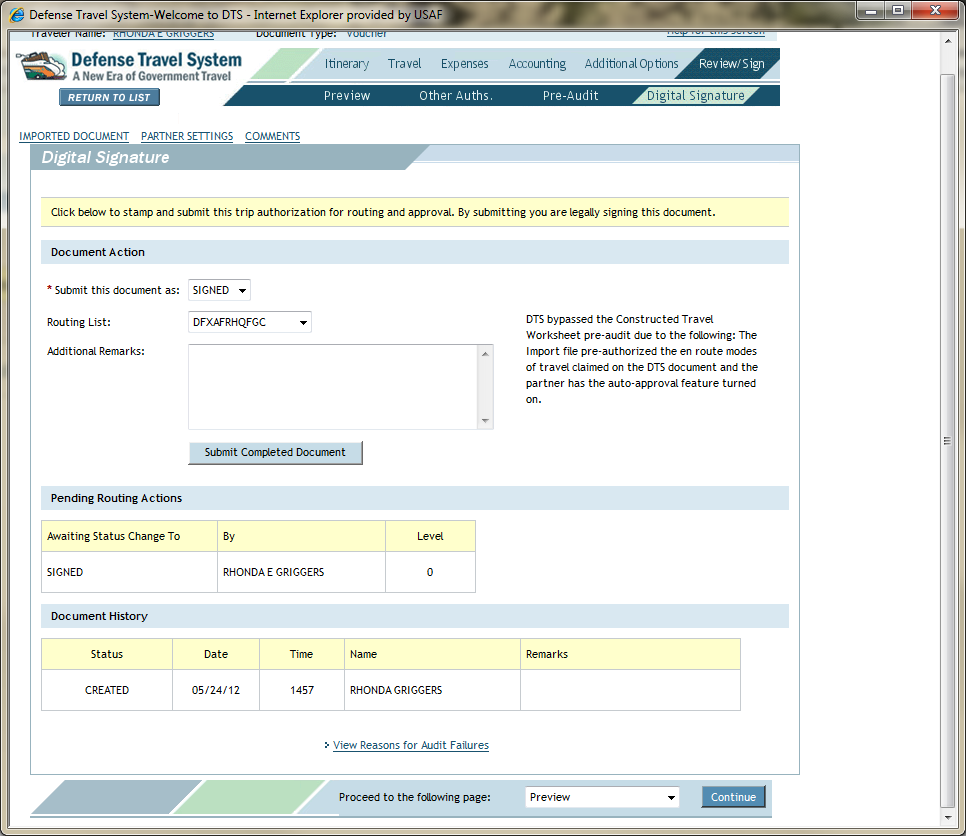 Defense Travel System-Welcome to DTS - Internet Explorer provided by USAF
Traveler Name: RHONDA E GRIGGERS Document Type: Voucher Help for this screen
Defense Travel System
A New Era of Government Travel
Itinerary Travel Expenses Accounting Additional Options Review/Sign
RETURN TO LIST
Preview Other Auths. Pre-Audit Digital Signature
IMPORTED DOCUMENT PARTNER SETTINGS COMMENTS
Digital Signature
Click below to stamp and submit this trip authorization for routing and approval. By submitting you are legally signing this document.
Document Action
* Submit this document as: SIGNED
Routing List: DFXAFRHQFGC
Additional Remarks:
DTS bypassed the Constructed Travel
Worksheet pre-audit due to the following: The
Import file pre-authorized the en route modes
of travel claimed on the DTS document and the
partner has the auto-approval feature turned
on.
Submit Completed Document
Pending Routing Actions
Awaiting Status Change To By Level
SIGNED RHONDA E GRIGGERS 0
Document History
Status Date Time Name Remarks
CREATED 05/24/12 1457 RHONDA GRIGGERS
View Reasons for Audit Failures
Proceed to the following page: Preview Continue